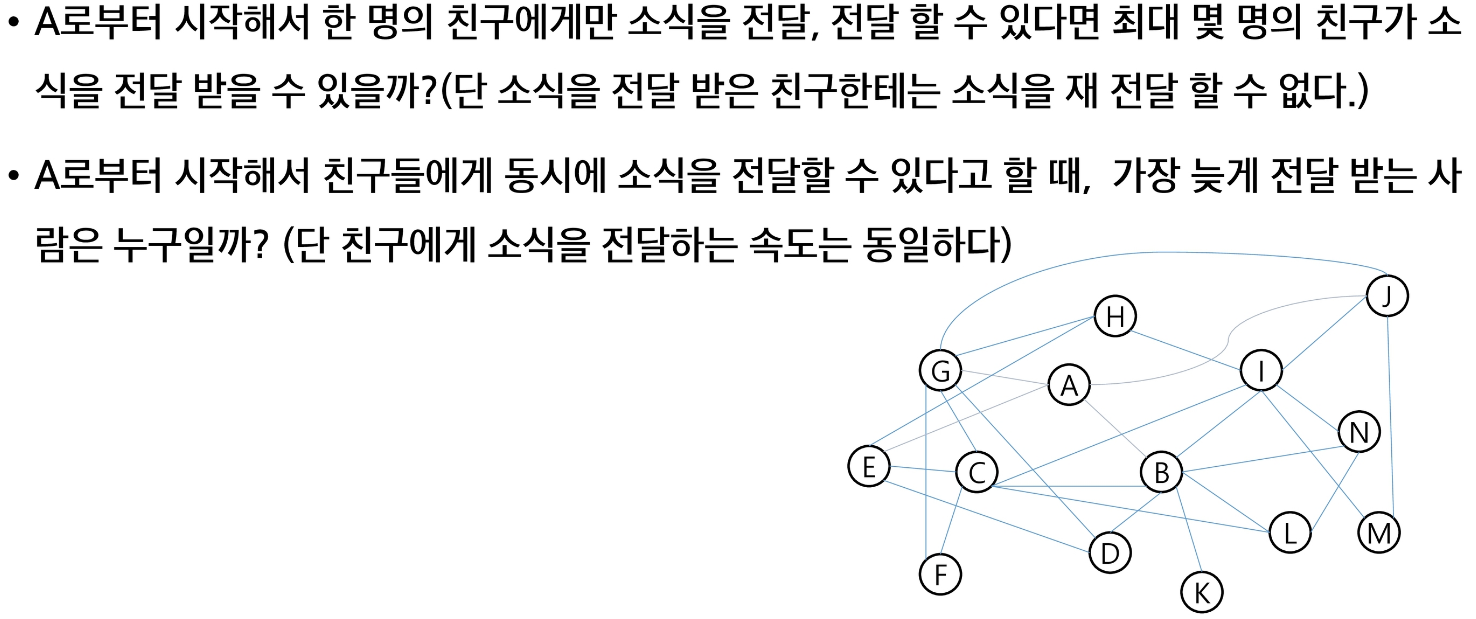 • A로부터 시작해서 한 명의 친구에게만 소식을 전달, 전달 할 수 있다면 최대 몇 명의 친구가 소
식을 전달 받을 수 있을까?(단 소식을 전달 받은 친구한테는 소식을 재 전달 할 수 없다.)
• A로부터 시작해서 친구들에게 동시에 소식을 전달할 수 있다고 할 때, 가장 늦게 전달 받는 사
람은 누구일까? (단 친구에게 소식을 전달하는 속도는 동일하다)
J
H
G
A
I
N
E
C
B
L
M
D
F
K